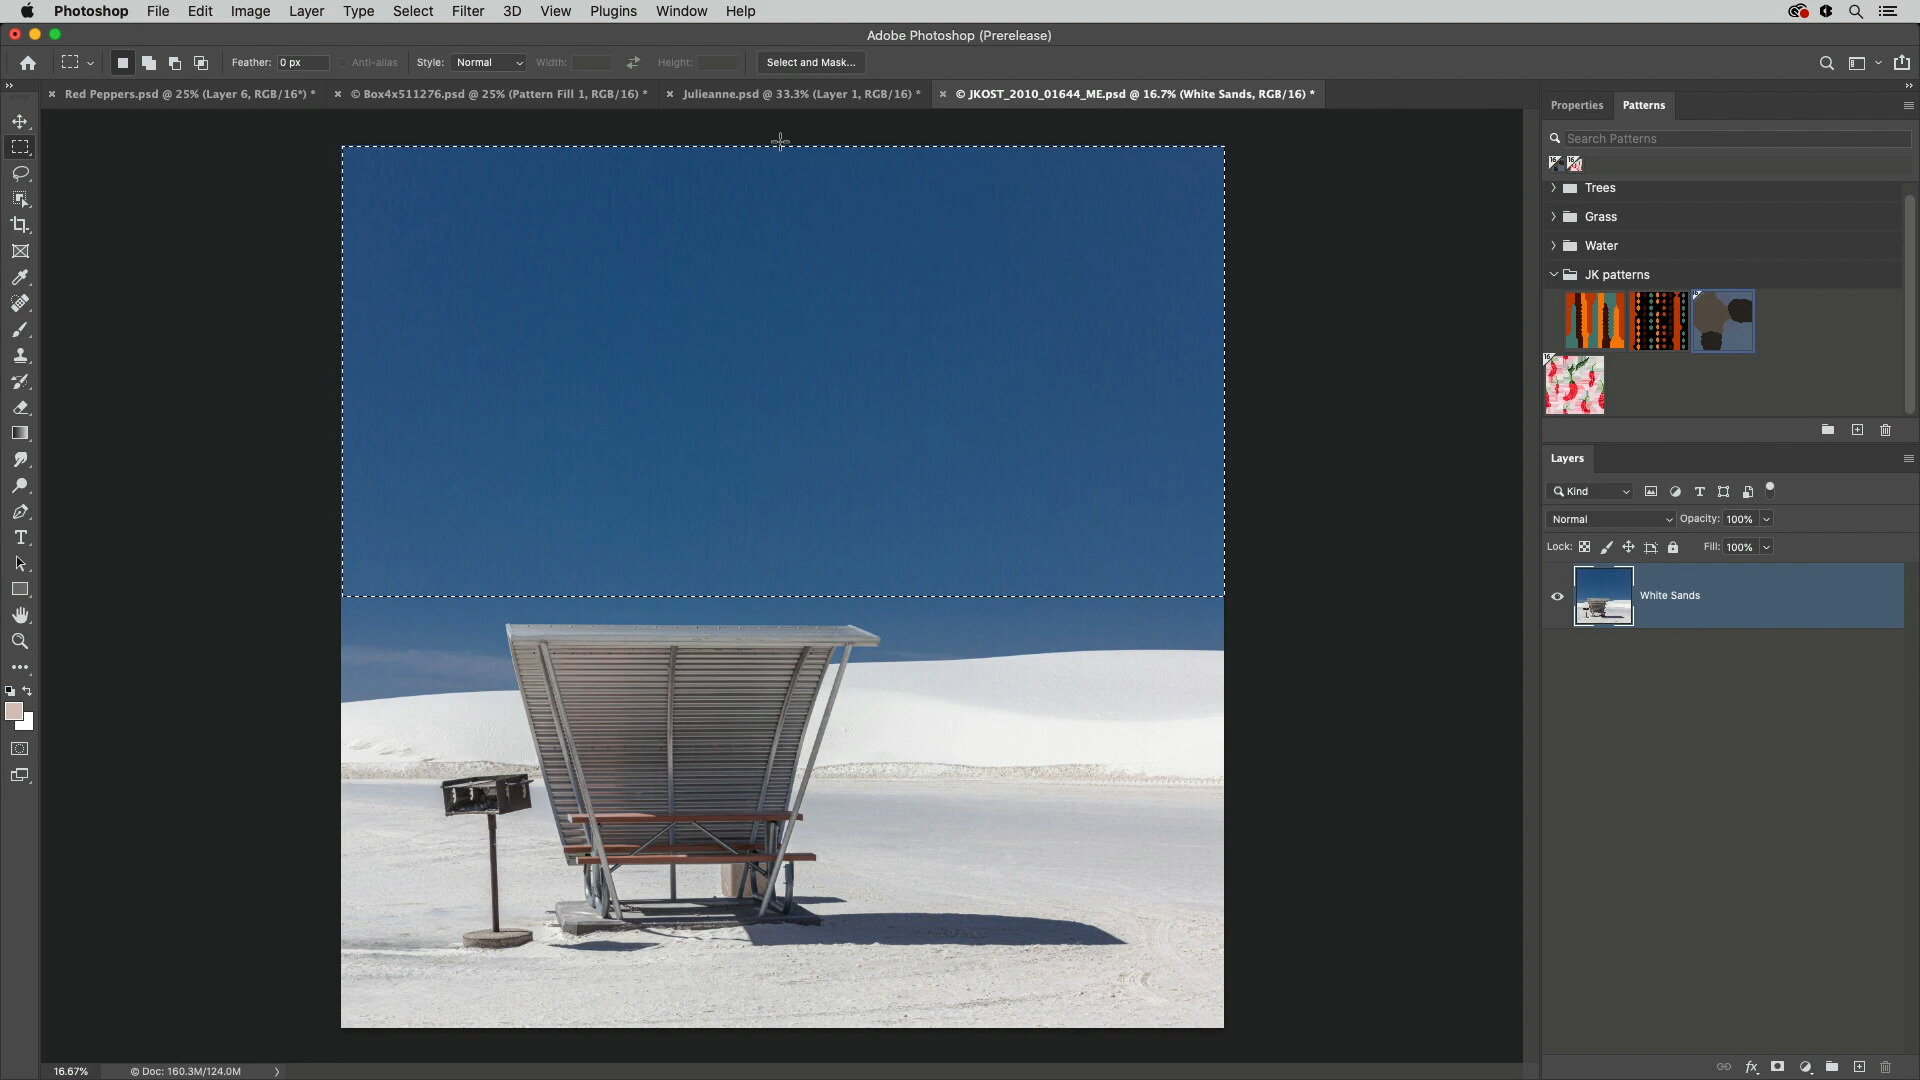 Photoshop File Edit Image Layer Type Select Filter 3D View Plugins Window Help
Adobe Photoshop (Prerelease)
Feather: 0 px Anti-alias Style: Normal Width: Height: Select and Mask...
Red Peppers.psd @ 25% (Layer 6, RGB/16*) *
© Box4x511276.psd @ 25% (Pattern Fill 1, RGB/16) *
Julieanne.psd @ 33.3% (Layer 1, RGB/16) *
© JKOST_2010_01644_ME.psd @ 16.7% (White Sands, RGB/16) *
Properties Patterns
Search Patterns
16 16
Trees
Grass
Water
JK patterns
16
16
Layers
Kind
Normal Opacity: 100%
Lock: Fill: 100%
White Sands
16.67% © Doc: 160.3M/124.0M